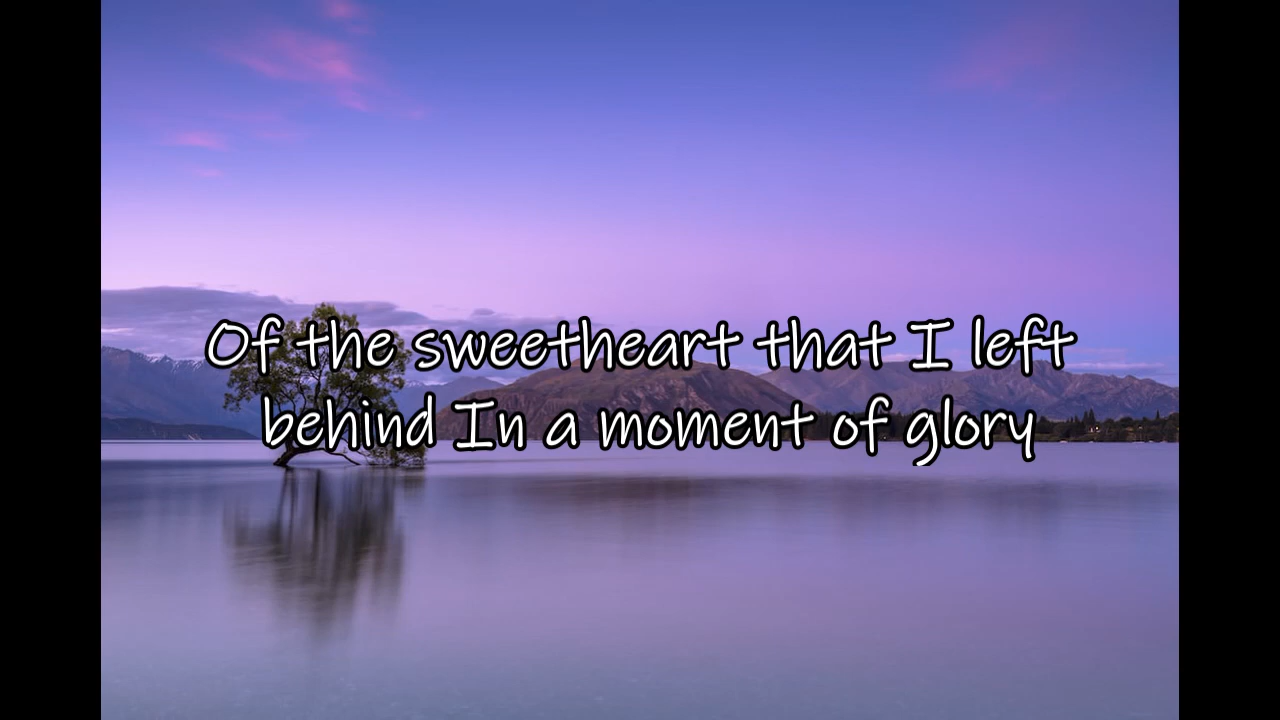 Of the sweetheart that I left
behind In a moment of glory